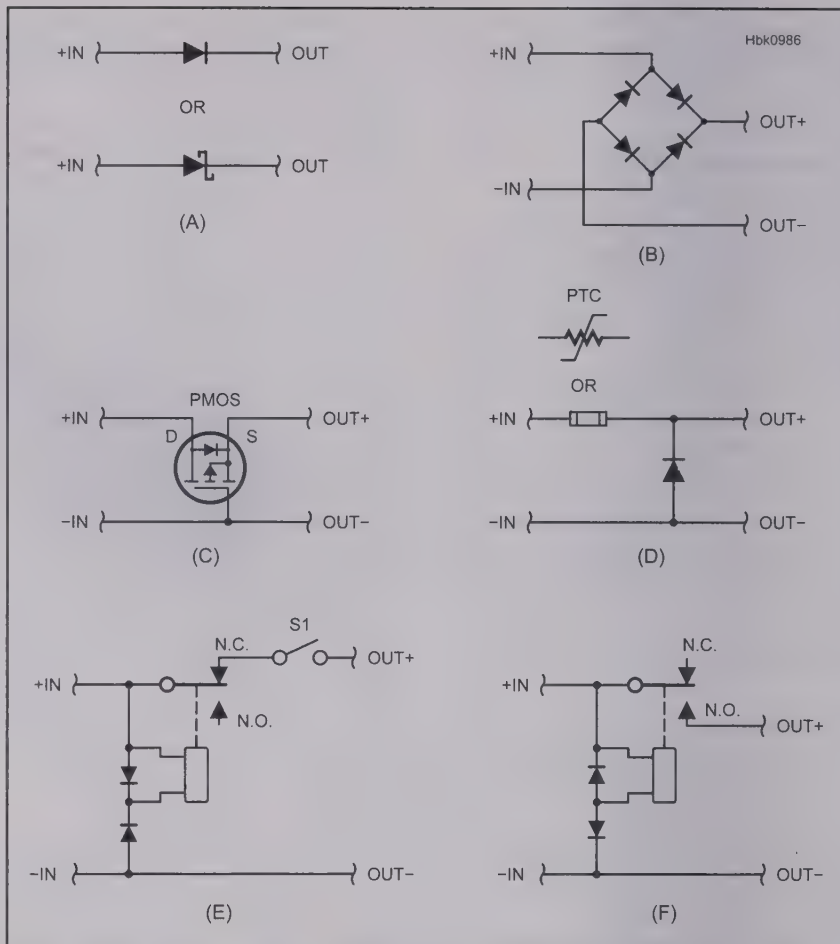 Hbk0986
+IN OUT
OR
+IN OUT
(A)
+IN
OUT+
−IN
OUT−
(B)
PMOS
+IN D S OUT+
−IN OUT−
(C)
PTC
OR
+IN OUT+
−IN OUT−
(D)
S1
N.C. OUT+
+IN
N.O.
−IN OUT−
(E)
N.C.
+IN
N.O.
OUT+
−IN OUT−
(F)